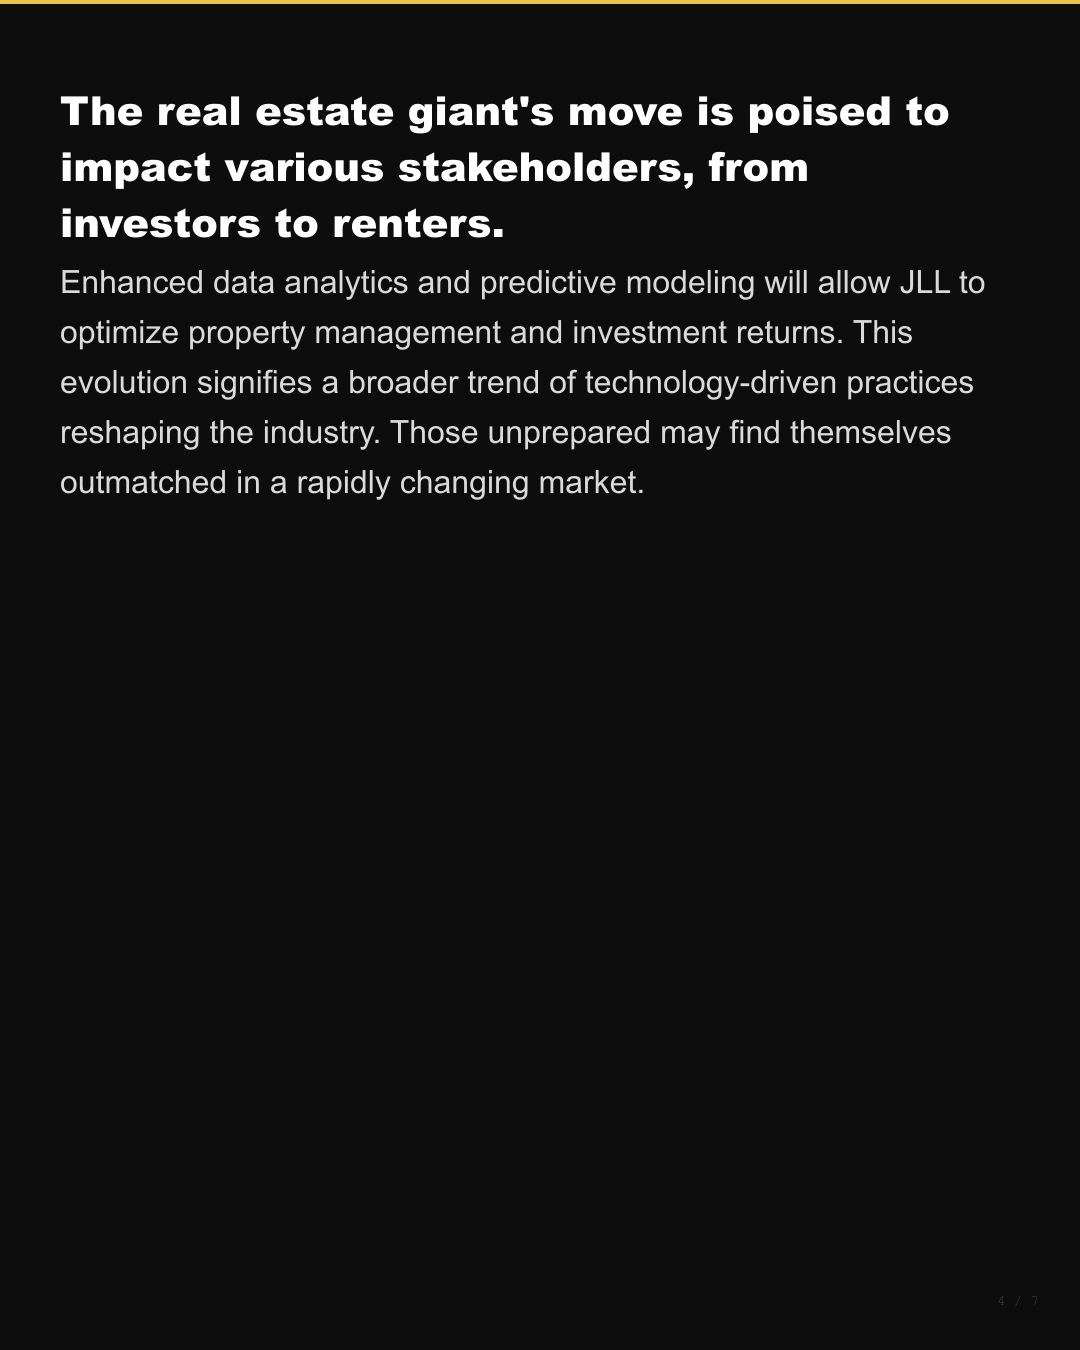 The real estate giant's move is poised to
impact various stakeholders, from
investors to renters.
Enhanced data analytics and predictive modeling will allow JLL to
optimize property management and investment returns. This
evolution signifies a broader trend of technology-driven practices
reshaping the industry. Those unprepared may find themselves
outmatched in a rapidly changing market.
4 / 7